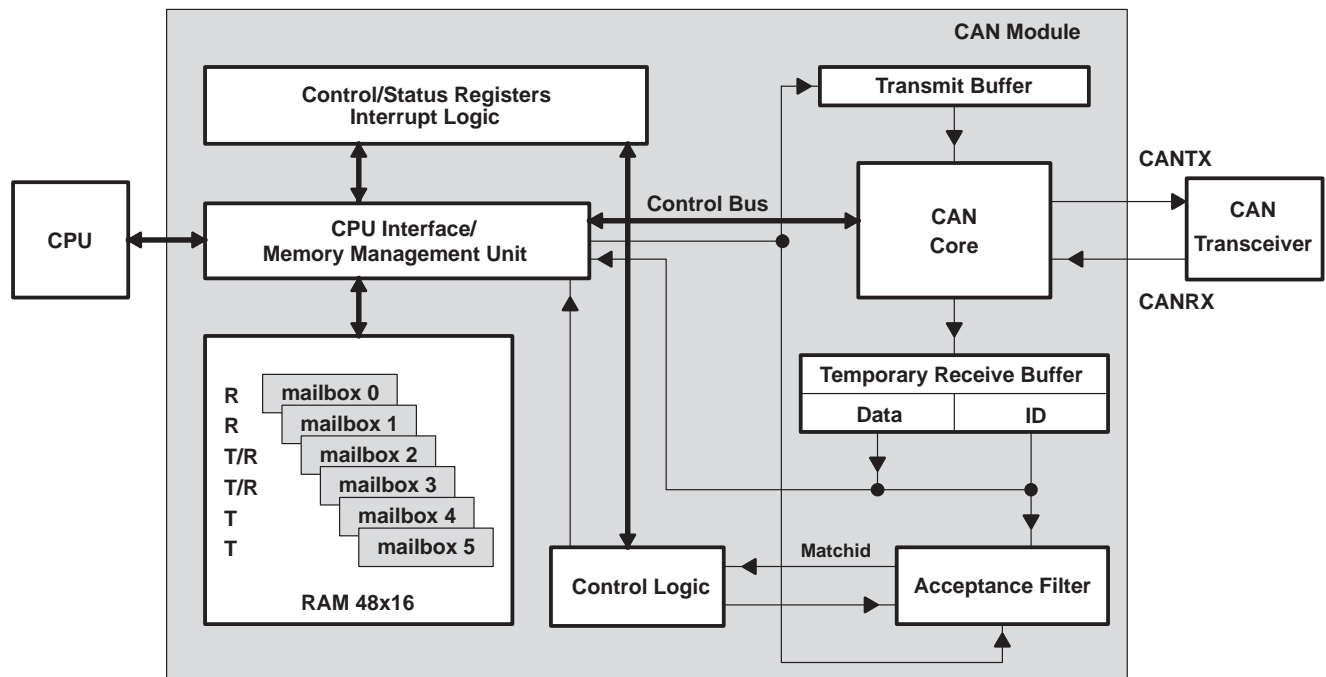 CAN Module
Control/Status Registers
Interrupt Logic
Transmit Buffer
CPU
CPU Interface/
Memory Management Unit
Control Bus
CAN
Core
CANTX
CAN
Transceiver
CANRX
Temporary Receive Buffer
Data ID
R mailbox 0
R mailbox 1
T/R mailbox 2
T/R mailbox 3
T mailbox 4
T mailbox 5
RAM 48x16
Control Logic
Matchid
Acceptance Filter